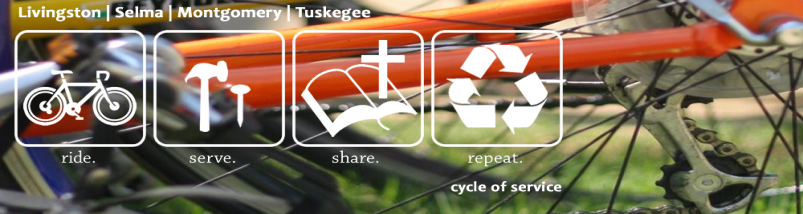 Livingston | Selma | Montgomery | Tuskegee
ride. serve. share. repeat.
cycle of service